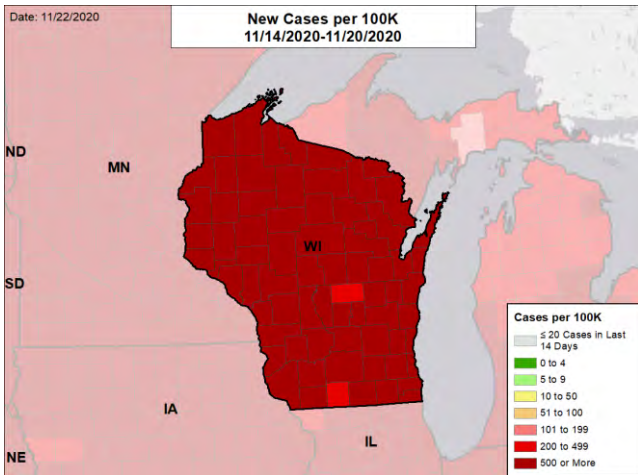 Date: 11/22/2020
New Cases per 100K
11/14/2020-11/20/2020
ND
MN
WI
SD
IA
IL
NE
Cases per 100K
≤ 20 Cases in Last
14 Days
0 to 4
5 to 9
10 to 50
51 to 100
101 to 199
200 to 499
500 or More